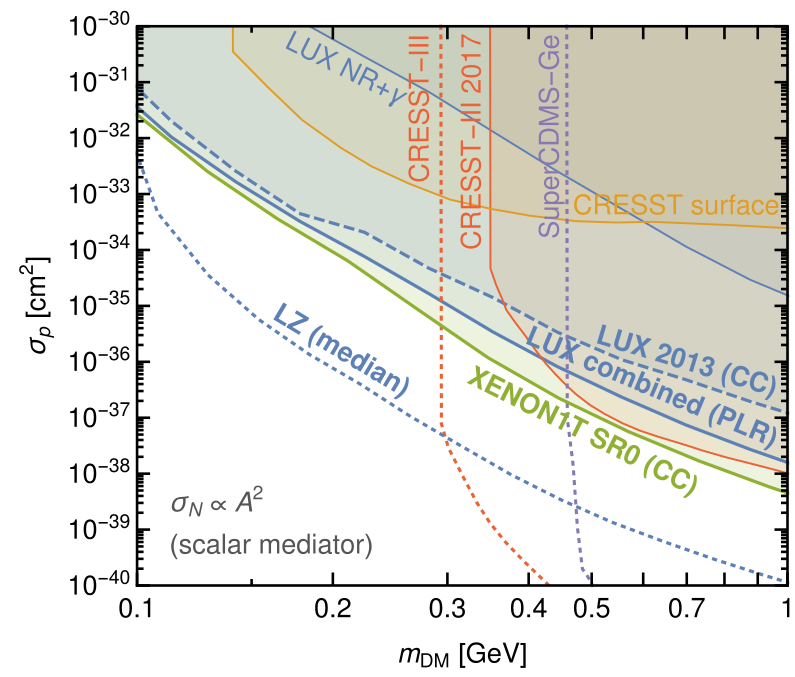 10−30
10−31
10−32
10−33
10−34
10−35
10−36
10−37
10−38
10−39
10−40
σp [cm2]
LUX NR+γ
CRESST−III
CRESST−III 2017
SuperCDMS−Ge
CRESST surface
LUX 2013 (CC)
LUX combined (PLR)
XENON1T SR0 (CC)
LZ (median)
σN ∝ A2
(scalar mediator)
0.1 0.2 0.3 0.4 0.5 0.7 1
mDM [GeV]